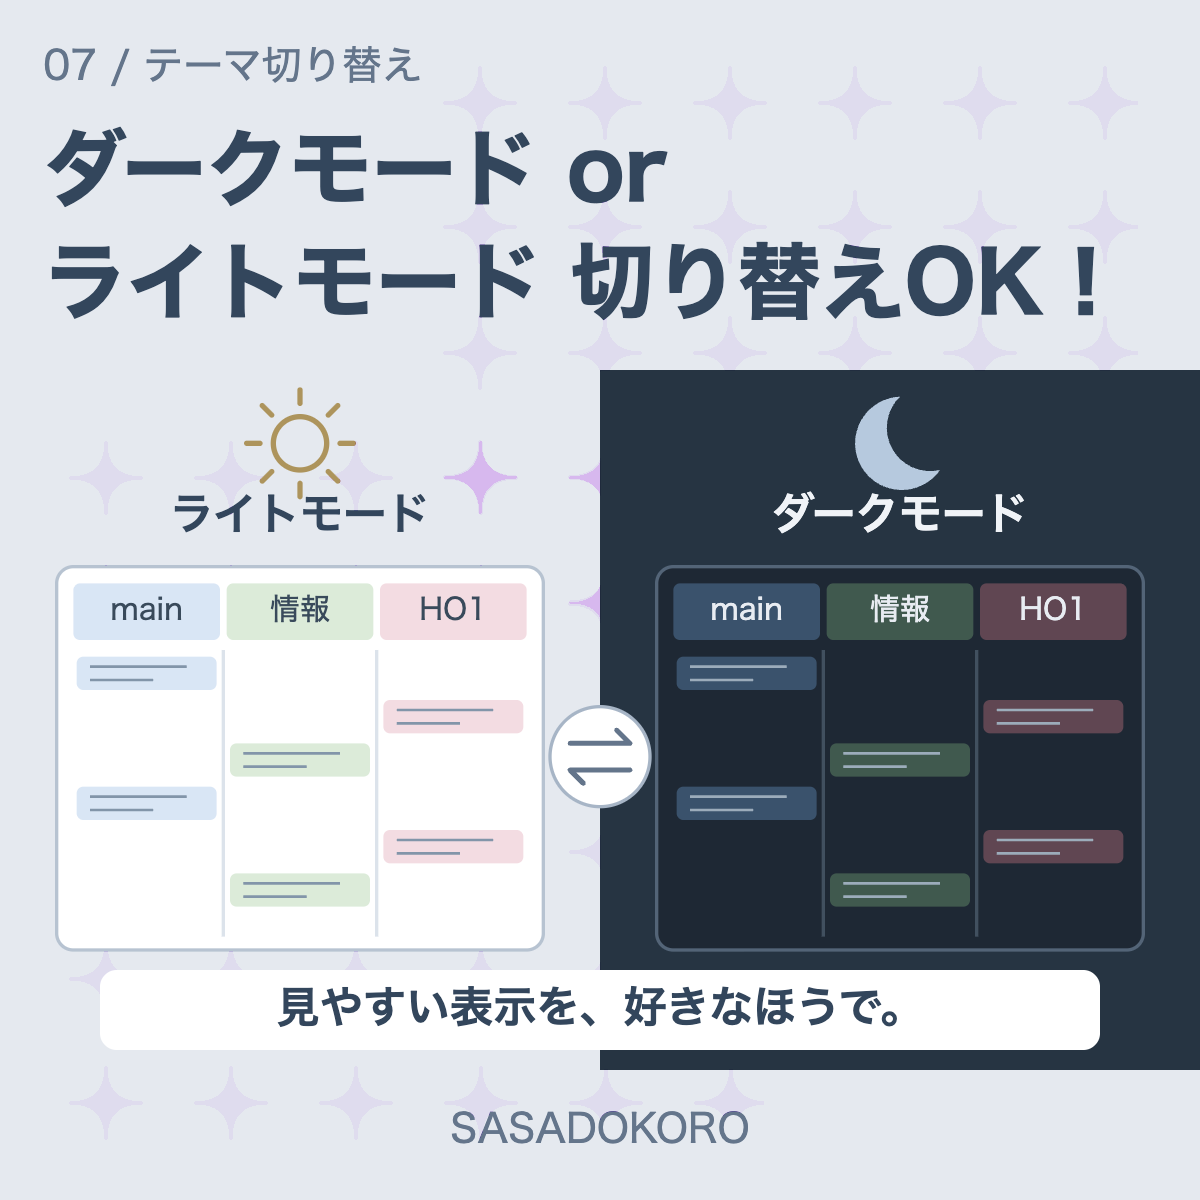 07 / テーマ切り替え
ダークモード or
ライトモード 切り替えOK！
ライトモード
ダークモード
main 情報 HO1
main 情報 HO1
見やすい表示を、好きなほうで。
SASADOKORO